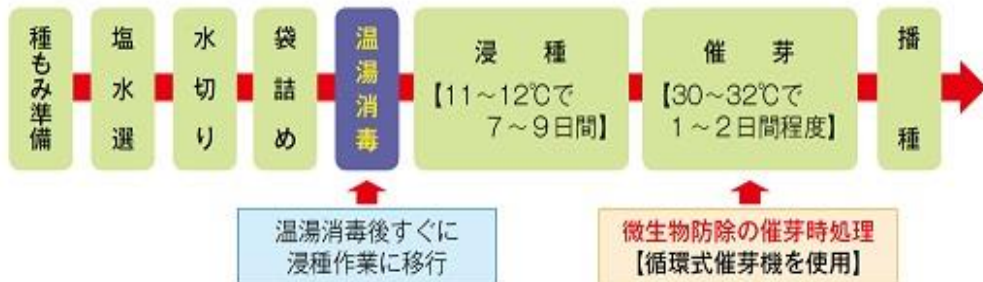 種もみ準備
塩水選
水切り
袋詰め
温湯消毒
浸種
【11～12℃で
7～9日間】
催芽
【30～32℃で
1～2日間程度】
播種
温湯消毒後すぐに
浸種作業に移行
微生物防除の催芽時処理
【循環式催芽機を使用】